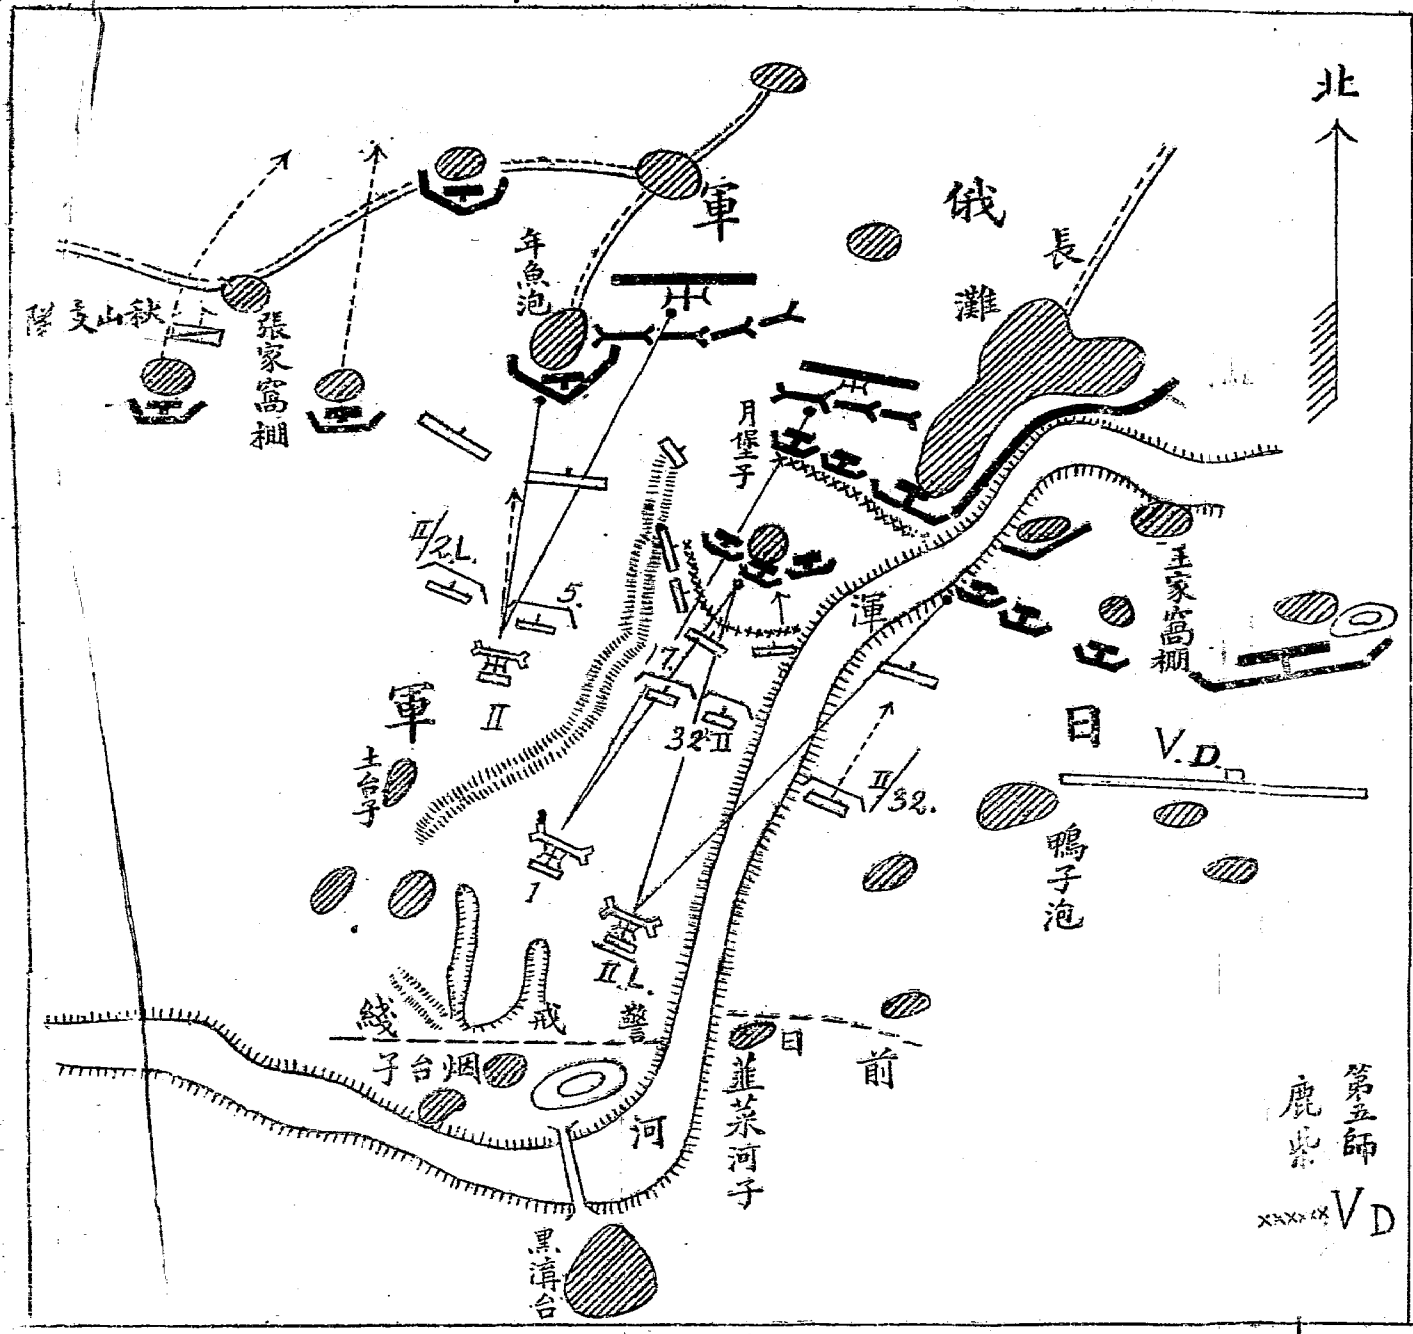 北
俄
軍
長
灘
年魚泡
秋山支隊
張家窩棚
月堡子
II/2.L.
5.
王家窩棚
渾
17
軍
II
32.II
日
V.D.
土台子
II/32.
鴨子泡
1
II.L.
綫
戒
警
日
前
烟台子
韮菜河子
河
第五師
鹿柴
VD
黒溝台